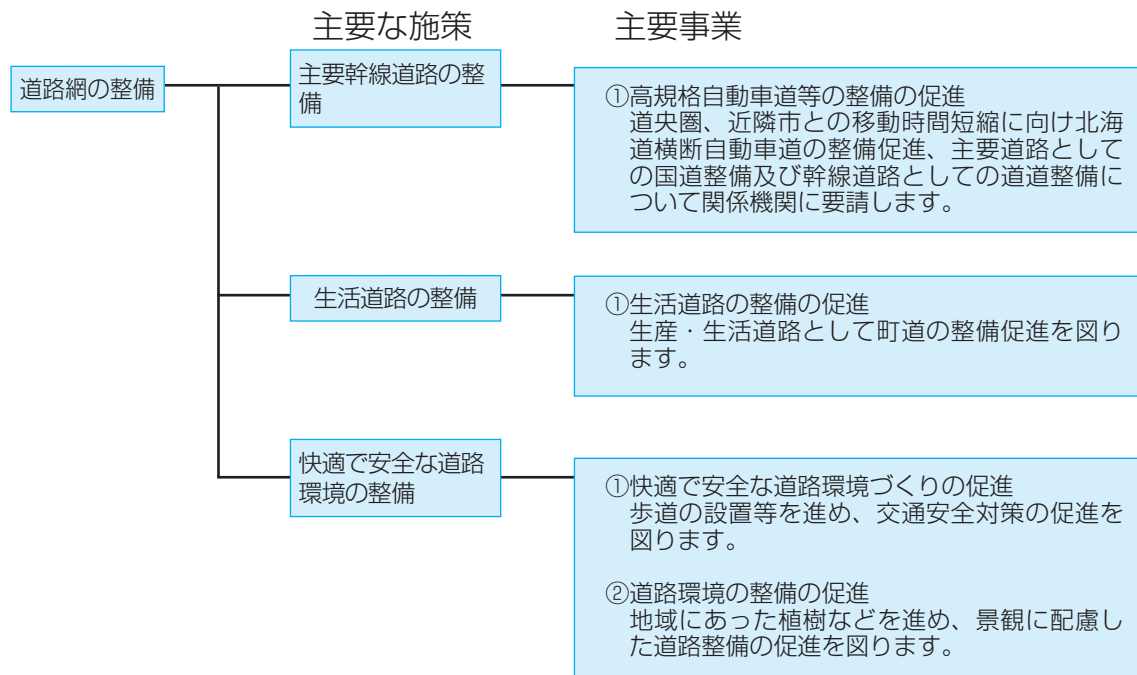 主要な施策
主要事業
道路網の整備
主要幹線道路の整
備
①高規格自動車道等の整備の促進
道央圏、近隣市との移動時間短縮に向け北海
道横断自動車道の整備促進、主要道路として
の国道整備及び幹線道路としての道道整備に
ついて関係機関に要請します。
生活道路の整備
①生活道路の整備の促進
生産・生活道路として町道の整備促進を図り
ます。
快適で安全な道路
環境の整備
①快適で安全な道路環境づくりの促進
歩道の設置等を進め、交通安全対策の促進を
図ります。
②道路環境の整備の促進
地域にあった植樹などを進め、景観に配慮し
た道路整備の促進を図ります。